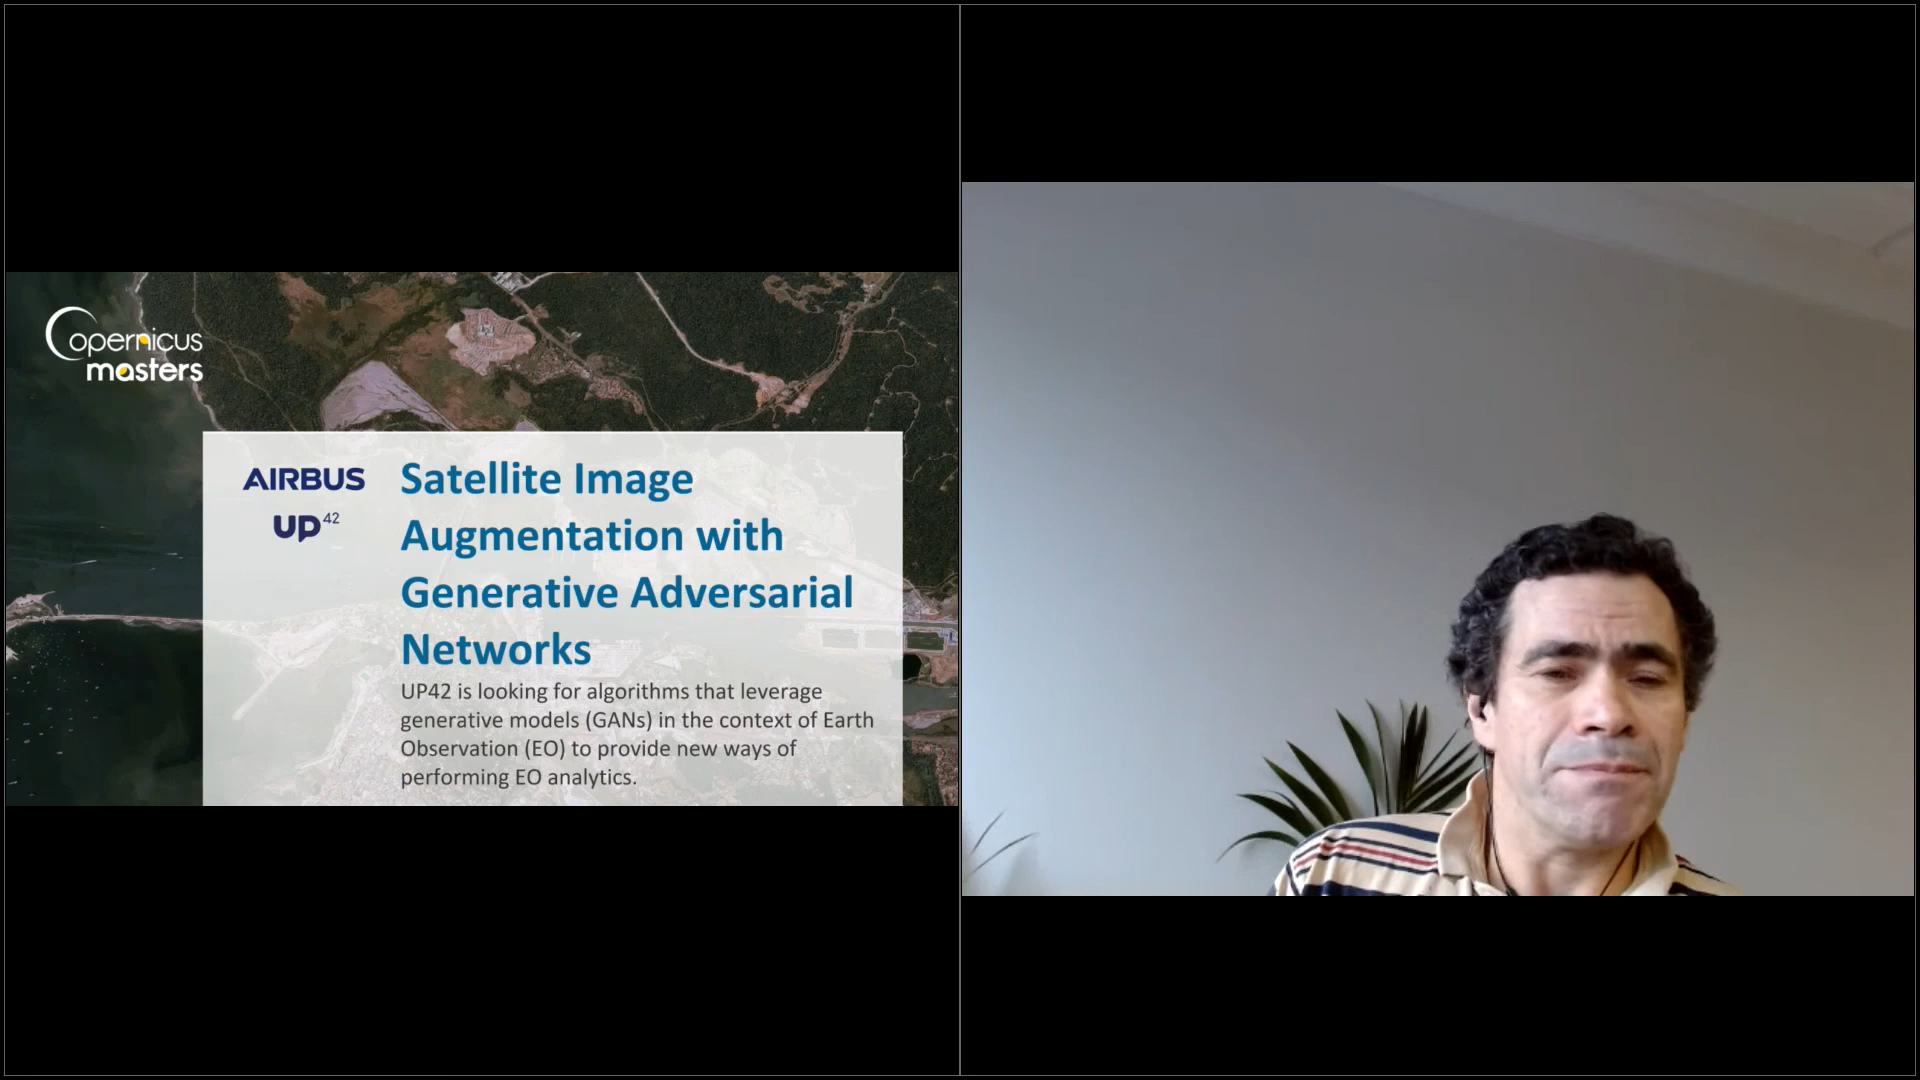 Copernicus
masters
AIRBUS
UP42
Satellite Image
Augmentation with
Generative Adversarial
Networks
UP42 is looking for algorithms that leverage
generative models (GANs) in the context of Earth
Observation (EO) to provide new ways of
performing EO analytics.